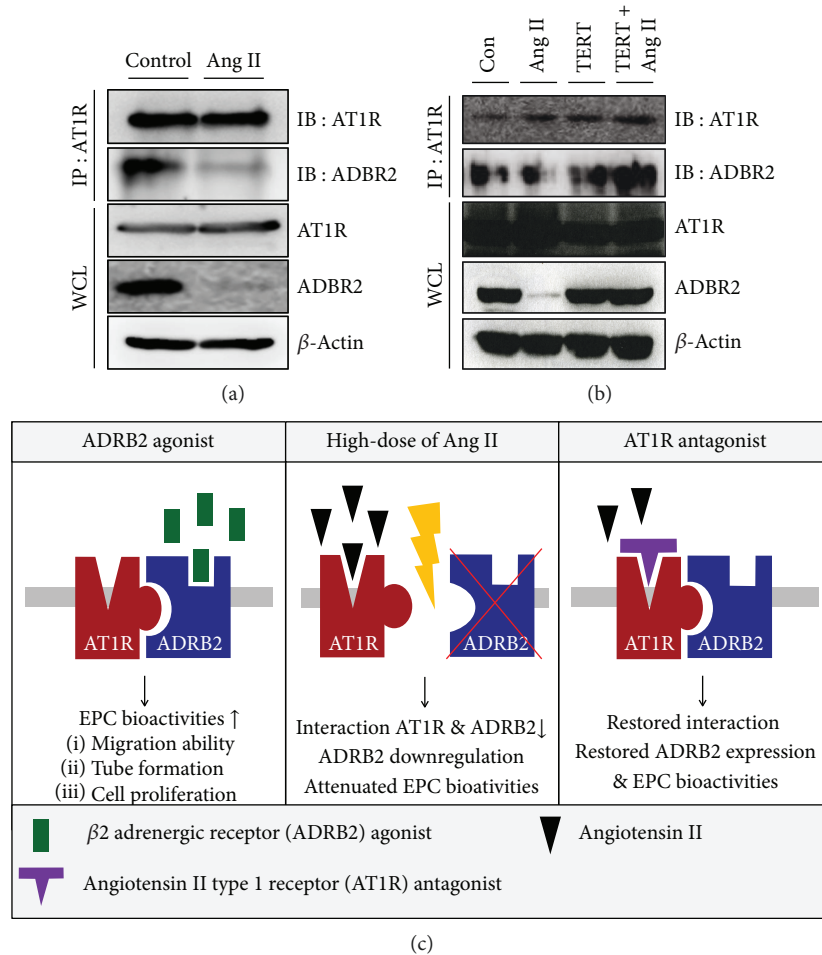 Control Ang II
IP : AT1R
IB : AT1R
IB : ADBR2
WCL
AT1R
ADBR2
β-Actin
(a)
Con
Ang II
TERT
TERT +
Ang II
IP : AT1R
IB : AT1R
IB : ADBR2
WCL
AT1R
ADBR2
β-Actin
(b)
ADRB2 agonist
AT1R ADRB2
EPC bioactivities ↑
(i) Migration ability
(ii) Tube formation
(iii) Cell proliferation
High-dose of Ang II
AT1R ADRB2
Interaction AT1R & ADRB2↓
ADRB2 downregulation
Attenuated EPC bioativities
AT1R antagonist
AT1R ADRB2
Restored interaction
Restored ADRB2 expression
& EPC bioactivities
β2 adrenergic receptor (ADRB2) agonist
Angiotensin II
Angiotensin II type 1 receptor (AT1R) antagonist
(c)